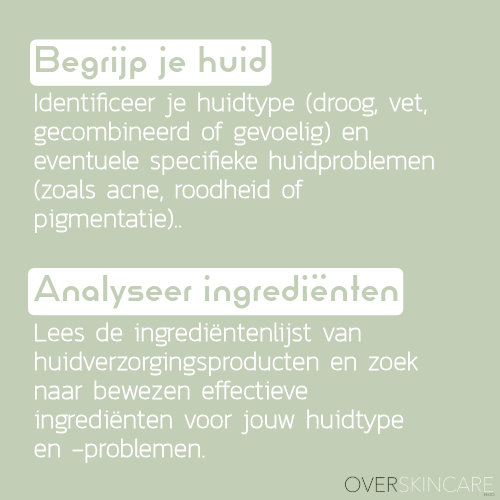 Begrijp je huid
Identificeer je huidtype (droog, vet,
gecombineerd of gevoelig) en
eventuele specifieke huidproblemen
(zoals acne, roodheid of
pigmentatie)..
Analyseer ingrediënten
Lees de ingrediëntenlijst van
huidverzorgingsproducten en zoek
naar bewezen effectieve
ingrediënten voor jouw huidtype
en -problemen.
OVERSKINCARE